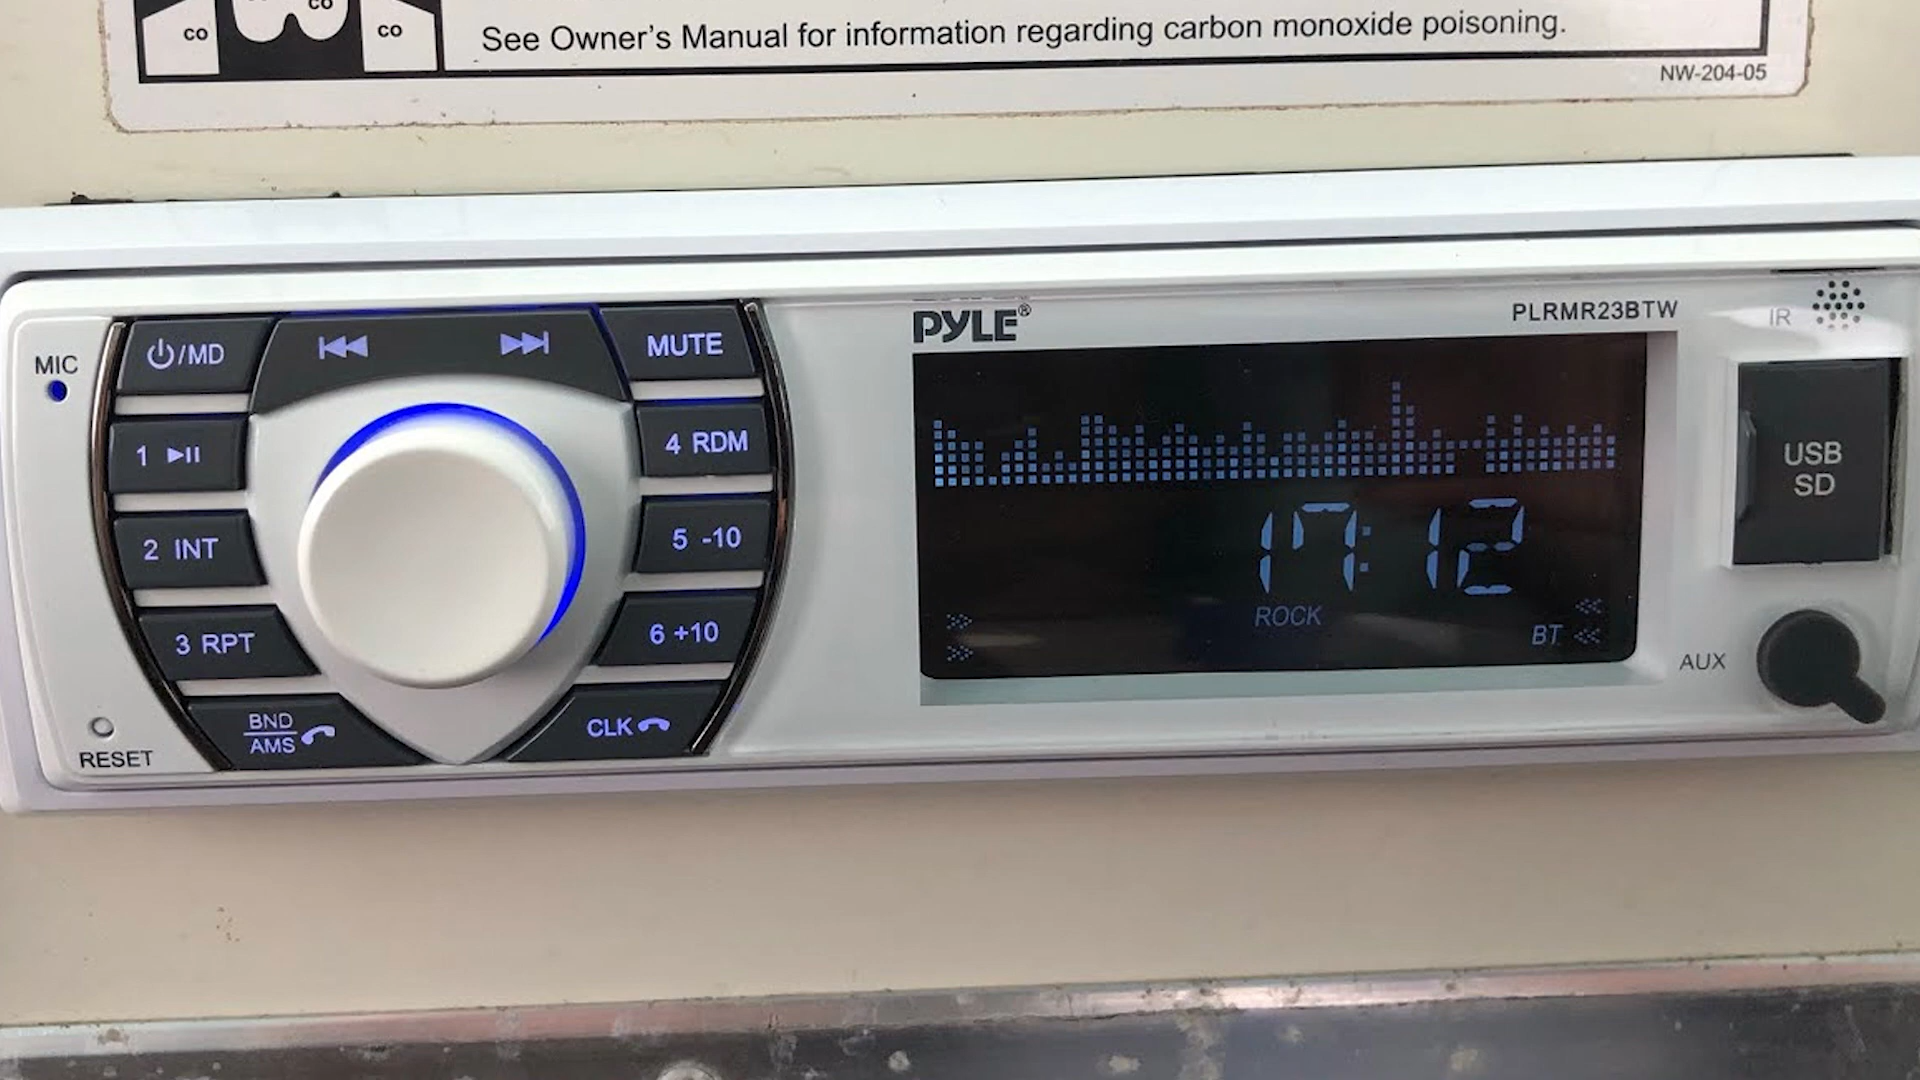 co
co
co
See Owner's Manual for information regarding carbon monoxide poisoning.
NW-204-05
MIC
/MD
MUTE
1
4 RDM
2 INT
5 -10
3 RPT
6 +10
BND
AMS
CLK
RESET
PYLE®
PLRMR23BTW
IR
17:12
ROCK
BT
USB
SD
AUX